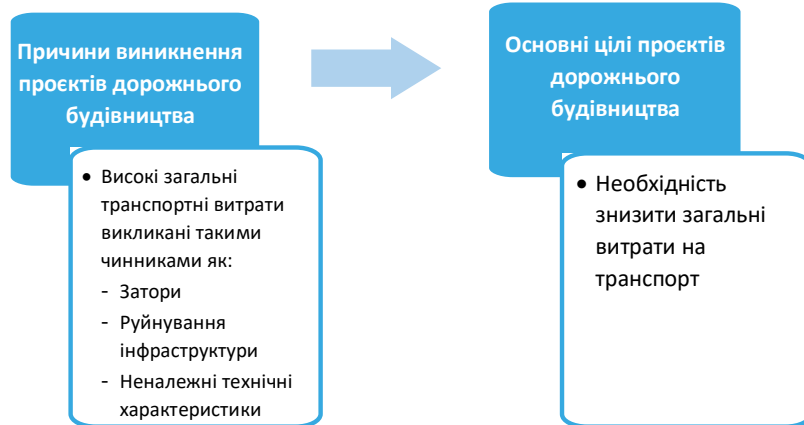 Причини виникнення
проєктів дорожнього
будівництва
• Високі загальні
транспортні витрати
викликані такими
чинниками як:
- Затори
- Руйнування
інфраструктури
- Неналежні технічні
характеристики
Основні цілі проєктів
дорожнього
будівництва
• Необхідність
знизити загальні
витрати на
транспорт